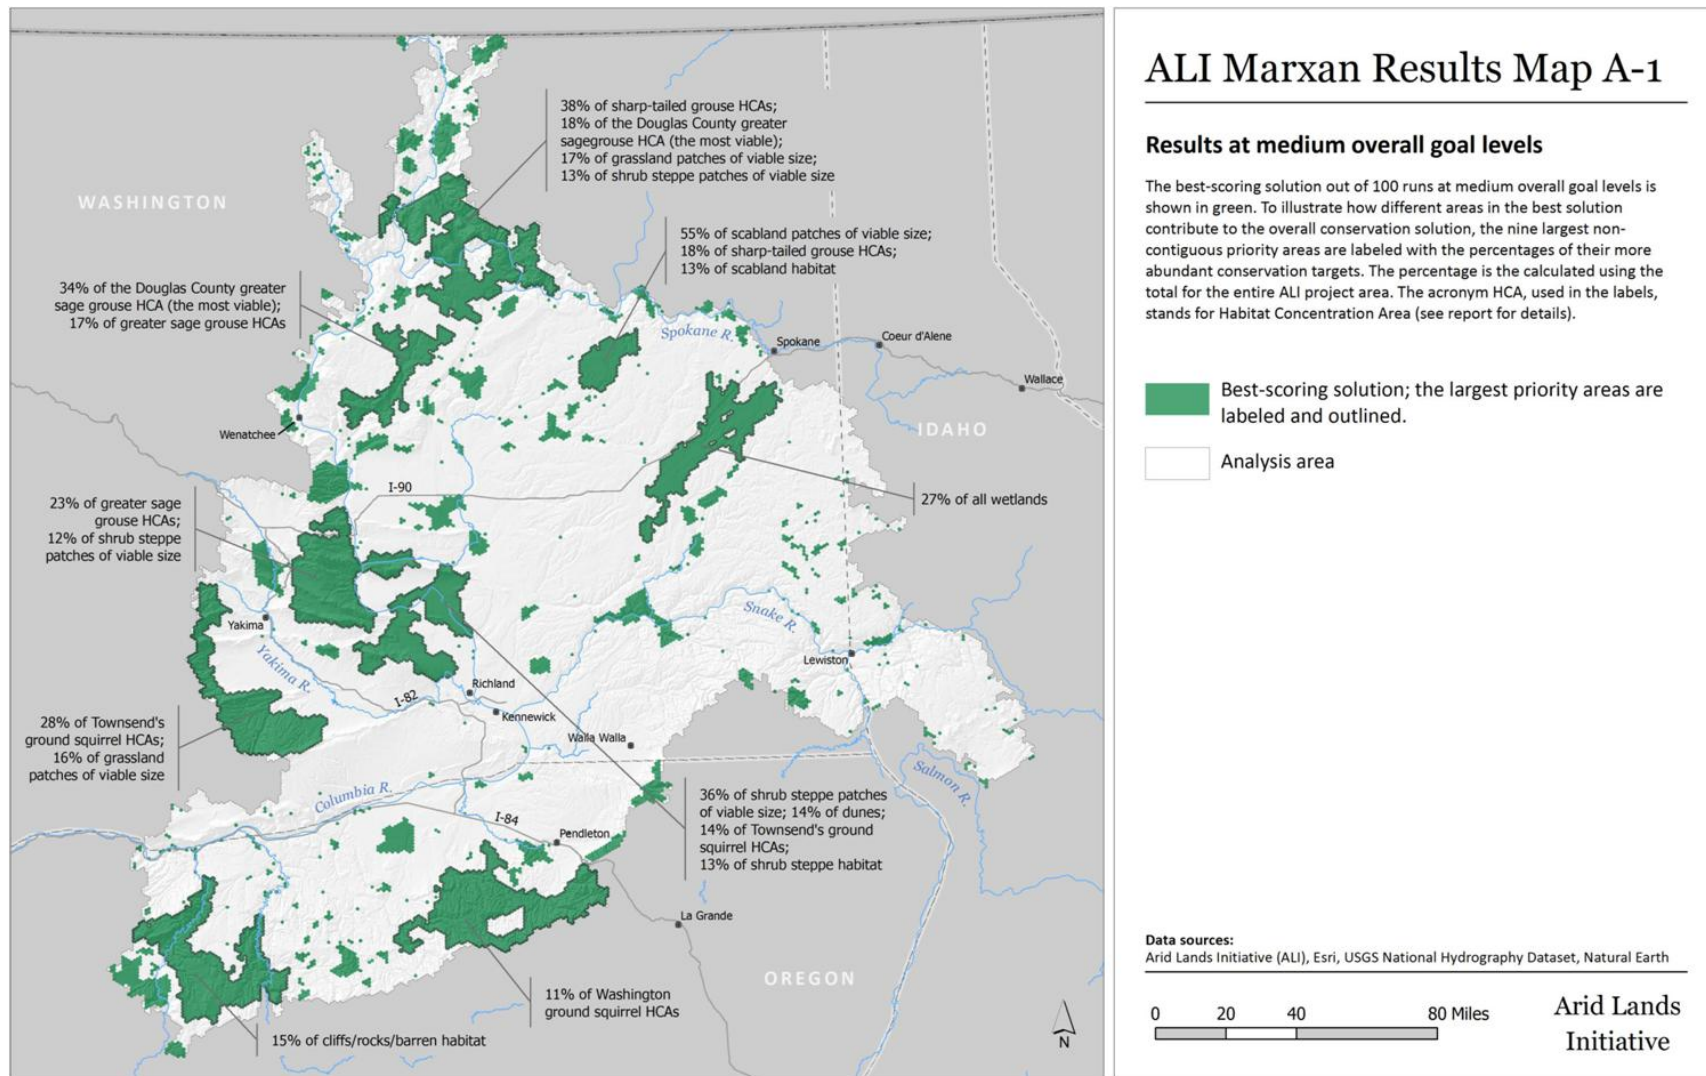 WASHINGTON
38% of sharp-tailed grouse HCAs;
18% of the Douglas County greater
sagegrouse HCA (the most viable);
17% of grassland patches of viable size;
13% of shrub steppe patches of viable size
55% of scabland patches of viable size;
18% of sharp-tailed grouse HCAs;
13% of scabland habitat
34% of the Douglas County greater
sage grouse HCA (the most viable);
17% of greater sage grouse HCAs
Spokane R.
Spokane
Coeur d'Alene
Wallace
Wenatchee
IDAHO
I-90
27% of all wetlands
23% of greater sage
grouse HCAs;
12% of shrub steppe
patches of viable size
Yakima
Snake R.
Yakima R.
Lewiston
Richland
I-82
Kennewick
28% of Townsend's
ground squirrel HCAs;
16% of grassland
patches of viable size
Walla Walla
Salmon R.
Columbia R.
36% of shrub steppe patches
of viable size; 14% of dunes;
14% of Townsend's ground
squirrel HCAs;
13% of shrub steppe habitat
I-84
Pendleton
La Grande
OREGON
11% of Washington
ground squirrel HCAs
15% of cliffs/rocks/barren habitat
N
ALI Marxan Results Map A-1
Results at medium overall goal levels
The best-scoring solution out of 100 runs at medium overall goal levels is
shown in green. To illustrate how different areas in the best solution
contribute to the overall conservation solution, the nine largest non-
contiguous priority areas are labeled with the percentages of their more
abundant conservation targets. The percentage is the calculated using the
total for the entire ALI project area. The acronym HCA, used in the labels,
stands for Habitat Concentration Area (see report for details).
Best-scoring solution; the largest priority areas are
labeled and outlined.
Analysis area
Data sources:
Arid Lands Initiative (ALI), Esri, USGS National Hydrography Dataset, Natural Earth
0 20 40 80 Miles
Arid Lands
Initiative